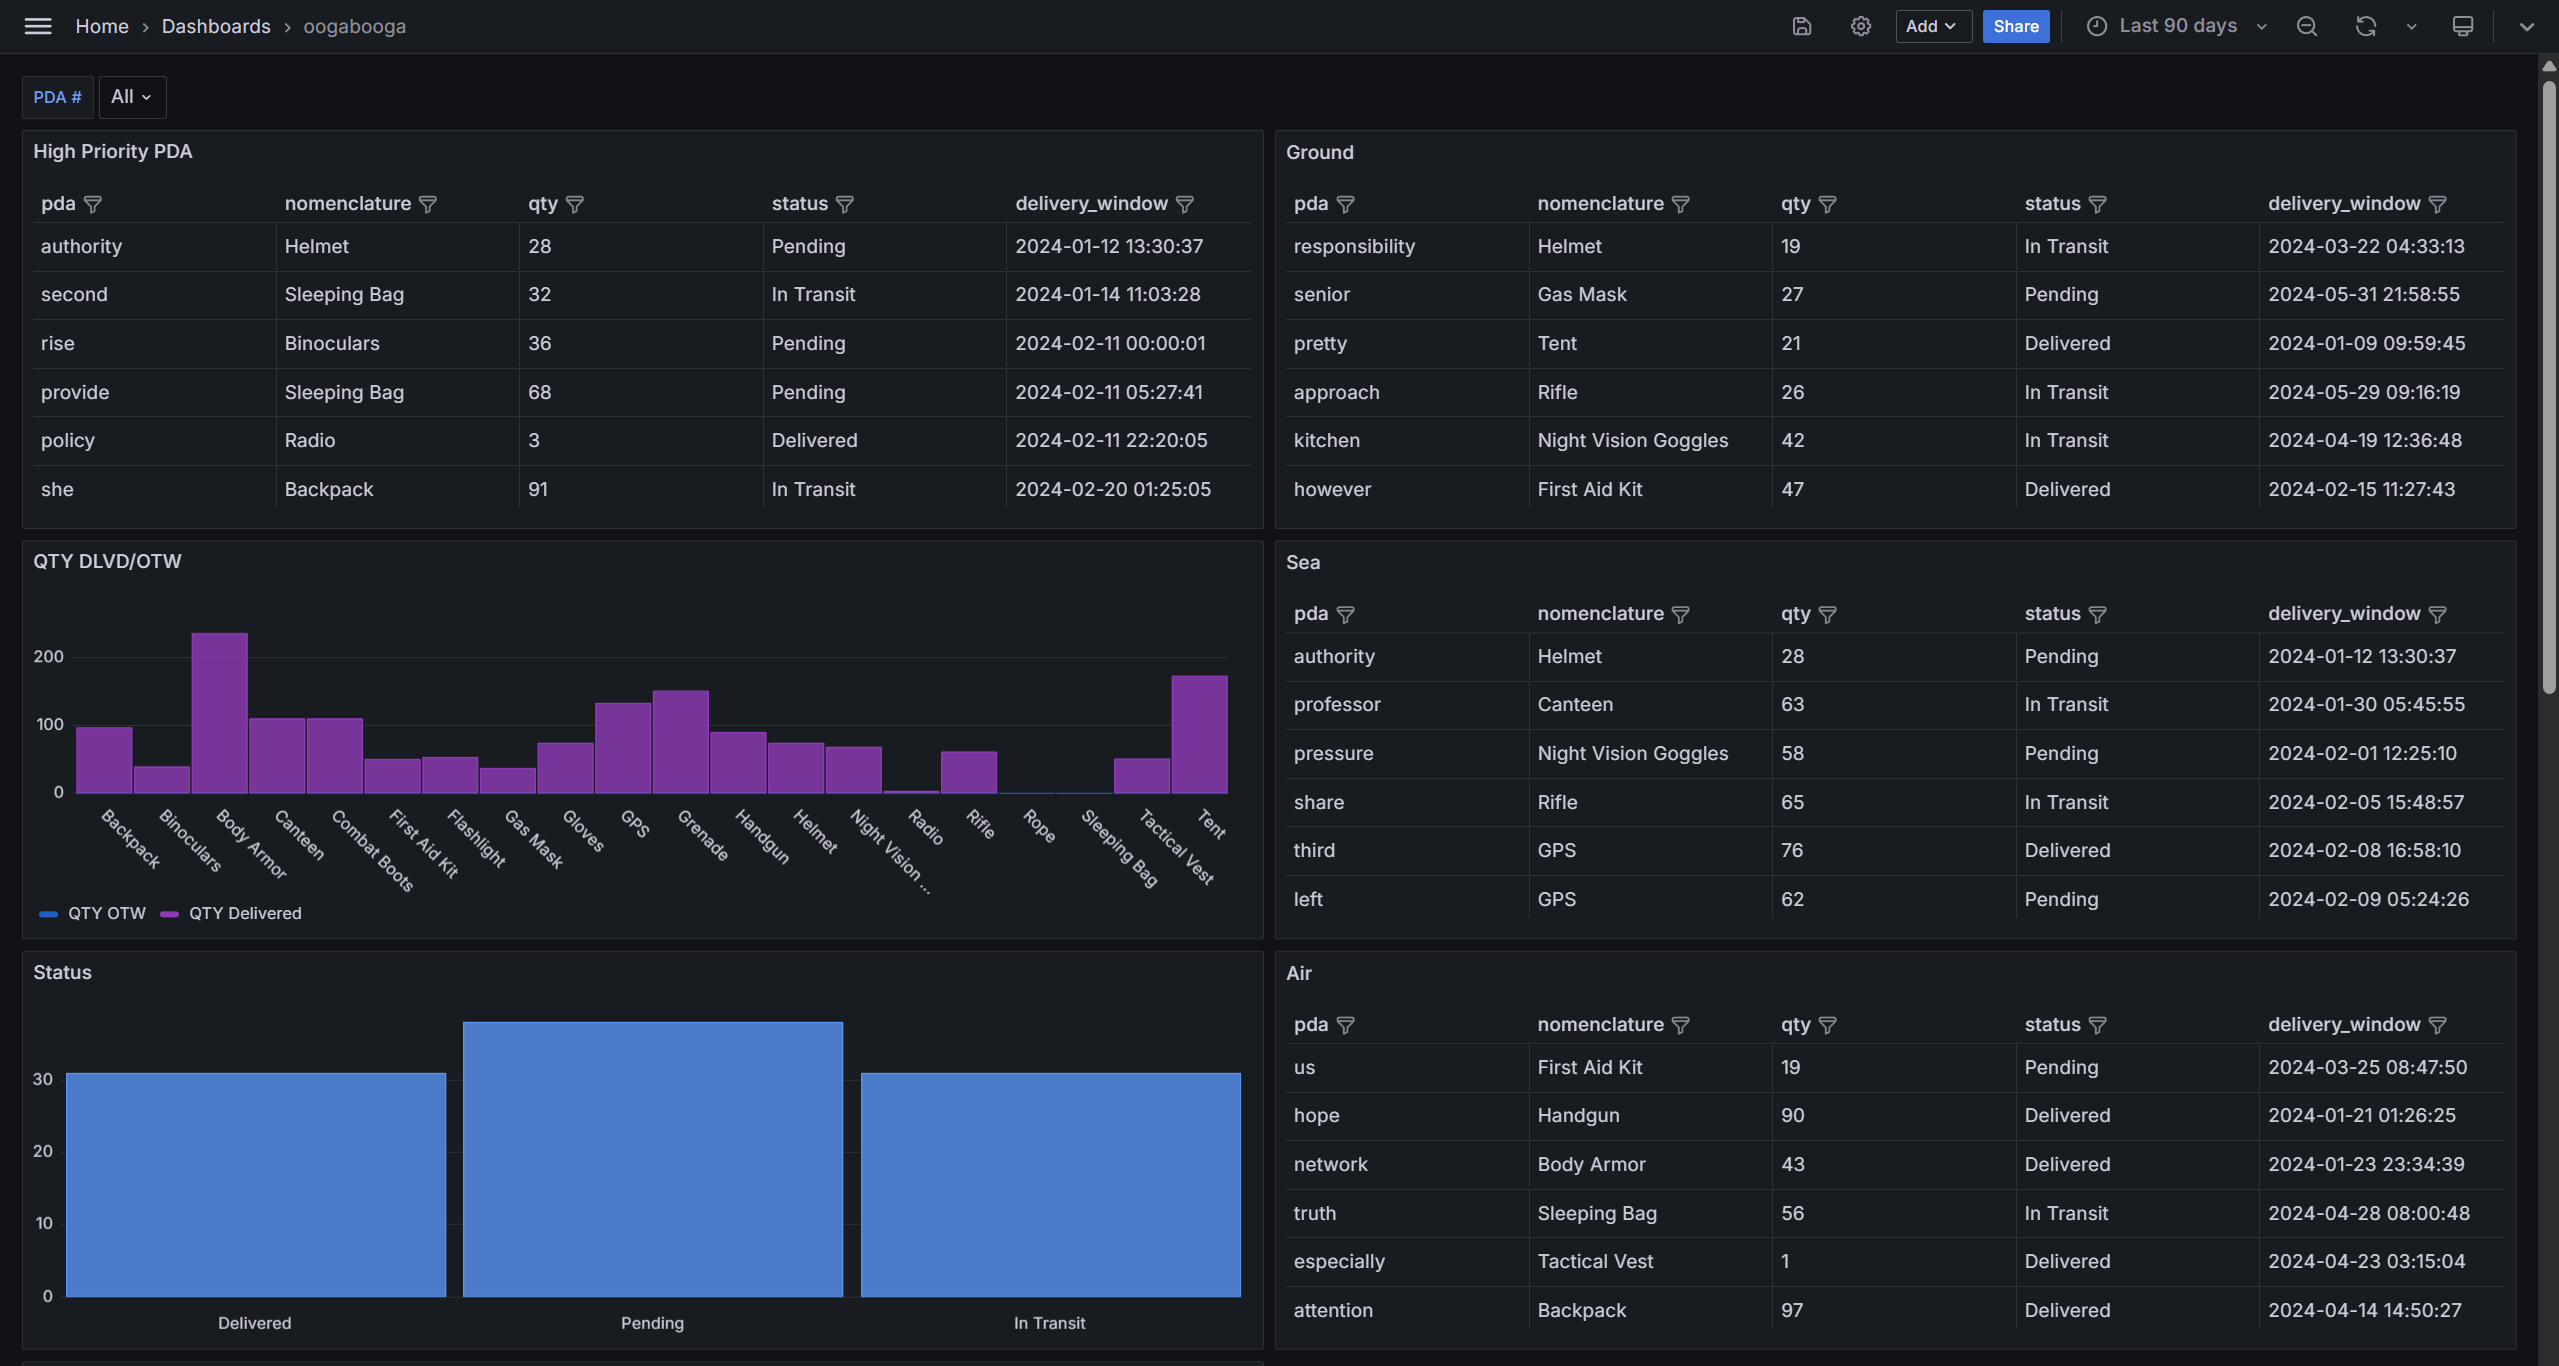 Home › Dashboards › oogabooga
Add
Share
Last 90 days
PDA #
All
High Priority PDA
pda nomenclature qty status delivery_window
authority Helmet 28 Pending 2024-01-12 13:30:37
second Sleeping Bag 32 In Transit 2024-01-14 11:03:28
rise Binoculars 36 Pending 2024-02-11 00:00:01
provide Sleeping Bag 68 Pending 2024-02-11 05:27:41
policy Radio 3 Delivered 2024-02-11 22:20:05
she Backpack 91 In Transit 2024-02-20 01:25:05
Ground
pda nomenclature qty status delivery_window
responsibility Helmet 19 In Transit 2024-03-22 04:33:13
senior Gas Mask 27 Pending 2024-05-31 21:58:55
pretty Tent 21 Delivered 2024-01-09 09:59:45
approach Rifle 26 In Transit 2024-05-29 09:16:19
kitchen Night Vision Goggles 42 In Transit 2024-04-19 12:36:48
however First Aid Kit 47 Delivered 2024-02-15 11:27:43
QTY DLVD/OTW
200
100
0
Backpack
Binoculars
Body Armor
Canteen
Combat Boots
First Aid Kit
Flashlight
Gas Mask
Gloves
GPS
Grenade
Handgun
Helmet
Night Vision ...
Radio
Rifle
Rope
Sleeping Bag
Tactical Vest
Tent
QTY OTW QTY Delivered
Sea
pda nomenclature qty status delivery_window
authority Helmet 28 Pending 2024-01-12 13:30:37
professor Canteen 63 In Transit 2024-01-30 05:45:55
pressure Night Vision Goggles 58 Pending 2024-02-01 12:25:10
share Rifle 65 In Transit 2024-02-05 15:48:57
third GPS 76 Delivered 2024-02-08 16:58:10
left GPS 62 Pending 2024-02-09 05:24:26
Status
30
20
10
0
Delivered Pending In Transit
Air
pda nomenclature qty status delivery_window
us First Aid Kit 19 Pending 2024-03-25 08:47:50
hope Handgun 90 Delivered 2024-01-21 01:26:25
network Body Armor 43 Delivered 2024-01-23 23:34:39
truth Sleeping Bag 56 In Transit 2024-04-28 08:00:48
especially Tactical Vest 1 Delivered 2024-04-23 03:15:04
attention Backpack 97 Delivered 2024-04-14 14:50:27